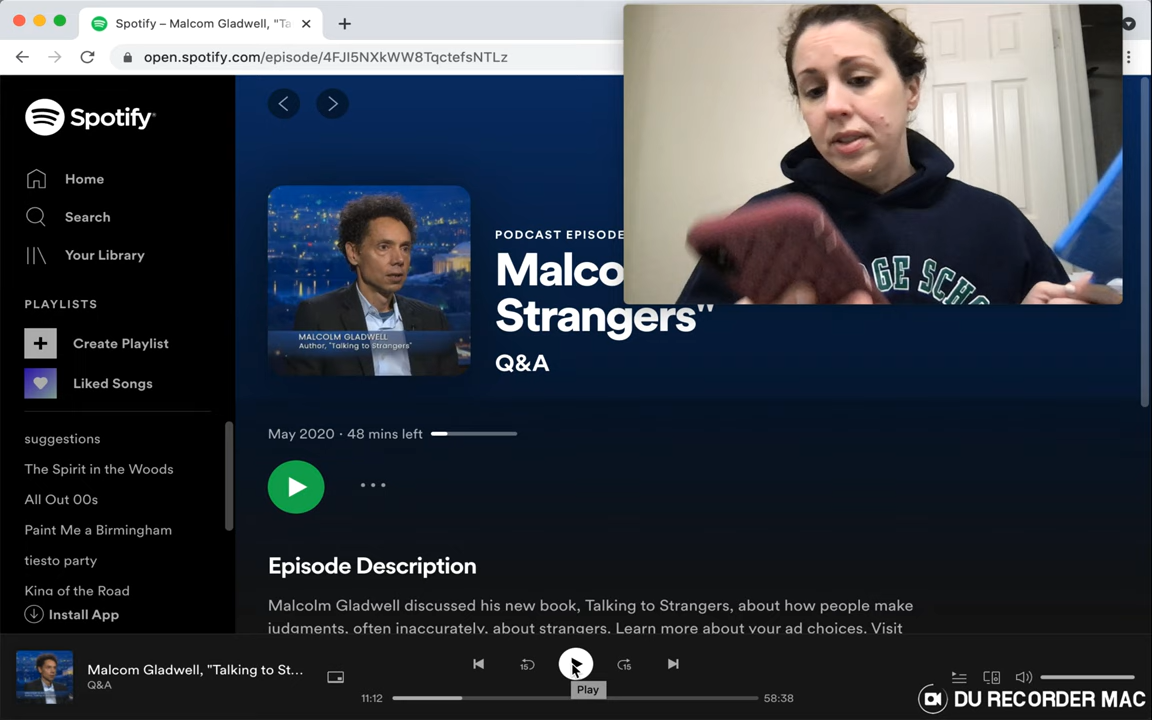 Spotify – Malcom Gladwell, "Ta
open.spotify.com/episode/4FJI5NXkWW8TqctefsNTLz
Spotify
Home
Search
Your Library
PLAYLISTS
Create Playlist
Liked Songs
suggestions
The Spirit in the Woods
All Out 00s
Paint Me a Birmingham
tiesto party
King of the Road
Install App
MALCOLM GLADWELL
Author, "Talking to Strangers"
PODCAST EPISODE
Malco
Strangers"
Q&A
May 2020 · 48 mins left
Episode Description
Malcolm Gladwell discussed his new book, Talking to Strangers, about how people make
judgments, often inaccurately, about strangers. Learn more about your ad choices. Visit
Malcom Gladwell, "Talking to St...
Q&A
15
15
Play
11:12
58:38
DU RECORDER MAC